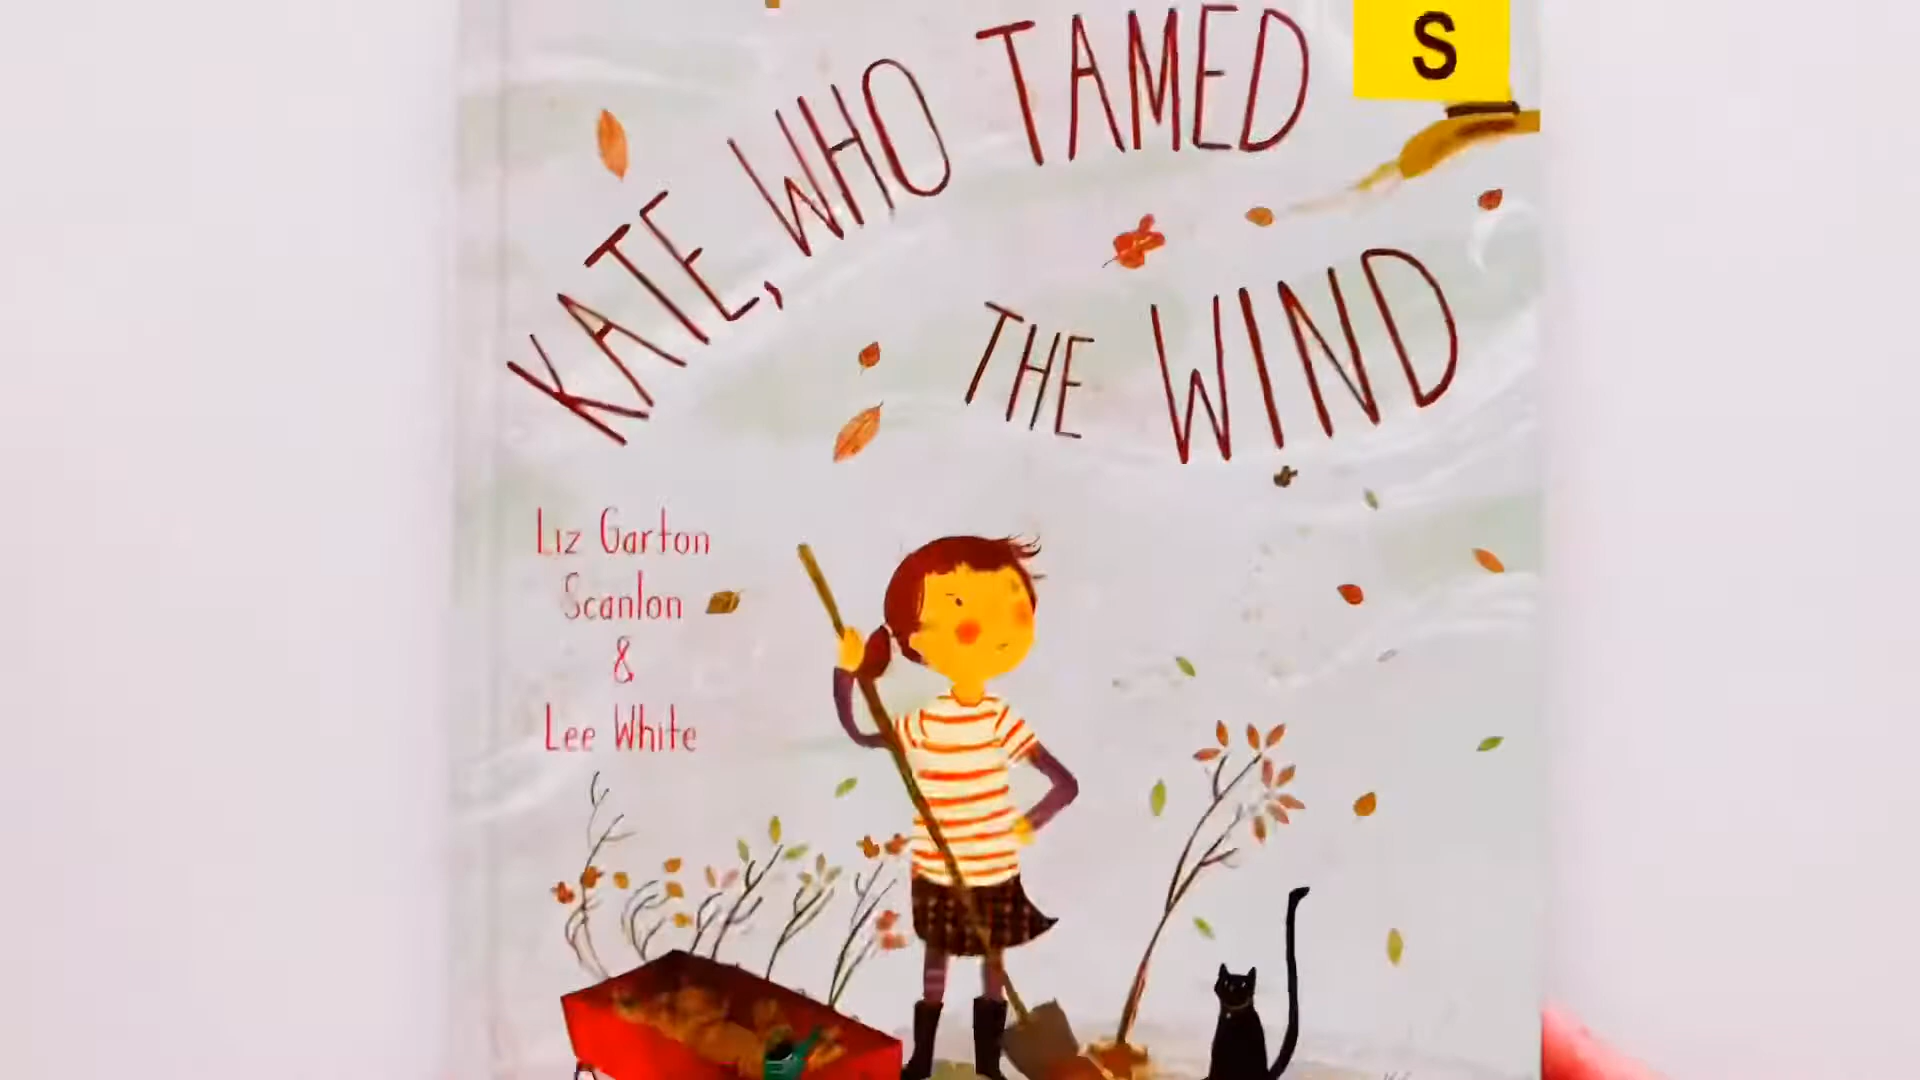 S
KATE, WHO TAMED
THE WIND
Liz Garton
Scanlon
&
Lee White